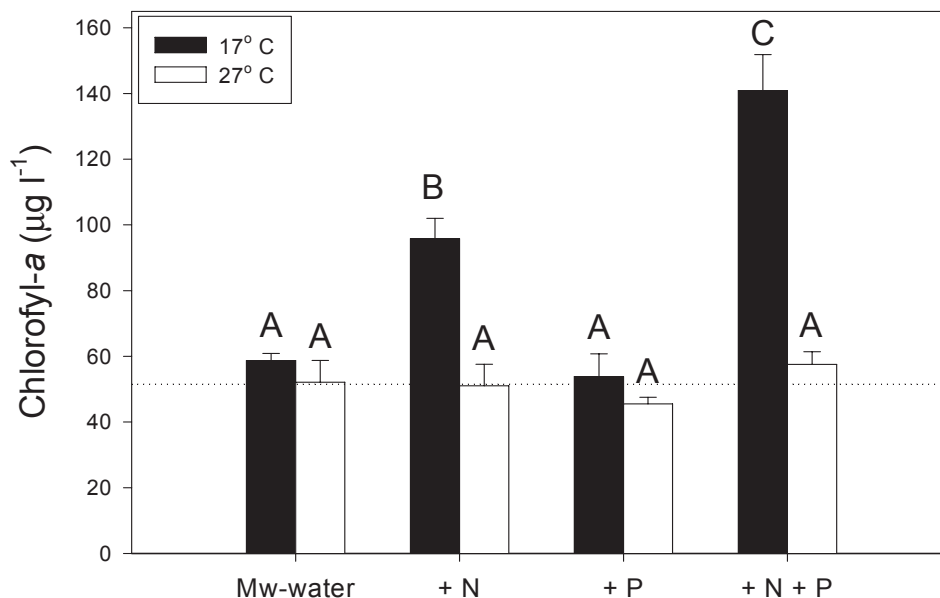 160
140
120
100
80
60
40
20
0
Chlorofyl-a (µg l⁻¹)
17° C
27° C
A
A
B
A
A
A
C
A
Mw-water
+ N
+ P
+ N + P